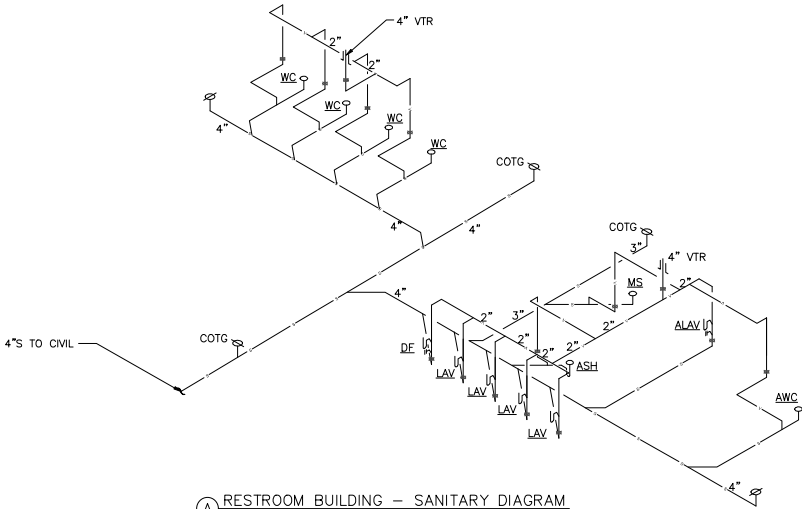 4" VTR
2"
2"
WC
WC
WC
WC
4"
COTG
4"
4"
COTG
3"
4" VTR
MS
2"
4"
3"
2"
2"
2"
2"
2"
ALAV
4"S TO CIVIL
COTG
DF
LAV
LAV
LAV
LAV
ASH
AWC
4"
A RESTROOM BUILDING – SANITARY DIAGRAM